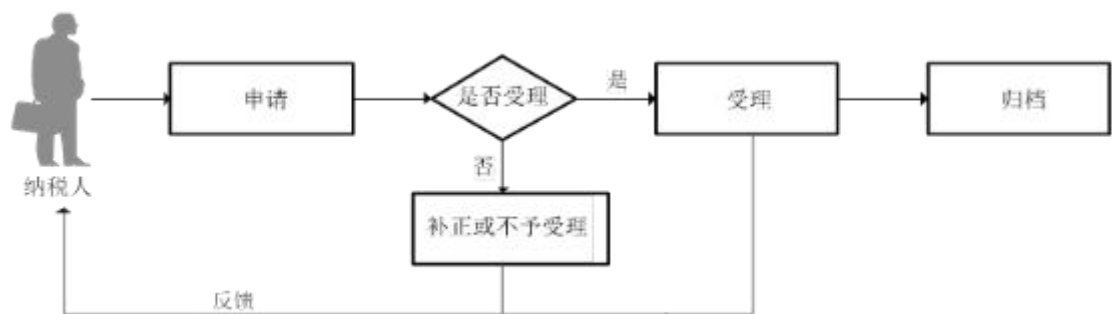 纳税人
申请
是否受理
是
受理
归档
否
补正或不予受理
反馈